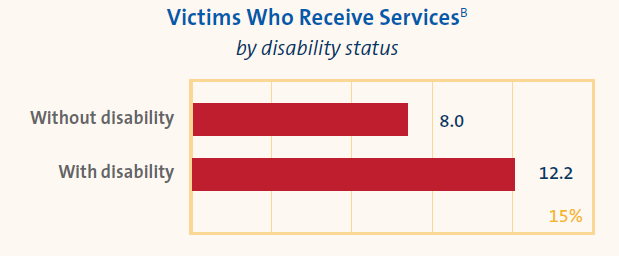 Victims Who Receive Servicesᴮ
by disability status
Without disability 8.0
With disability 12.2
15%